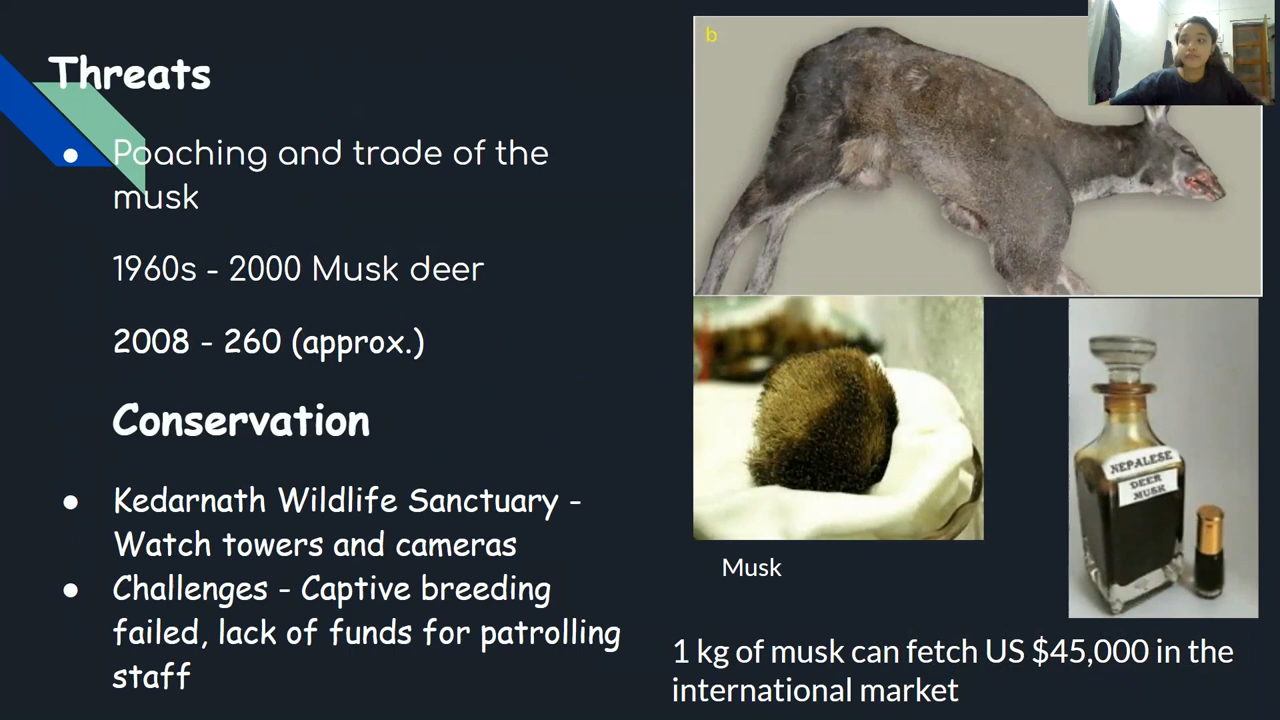 Threats
● Poaching and trade of the
musk
1960s - 2000 Musk deer
2008 - 260 (approx.)
Conservation
● Kedarnath Wildlife Sanctuary -
Watch towers and cameras
● Challenges - Captive breeding
failed, lack of funds for patrolling
staff
b
NEPALESE
DEER
MUSK
Musk
1 kg of musk can fetch US $45,000 in the
international market